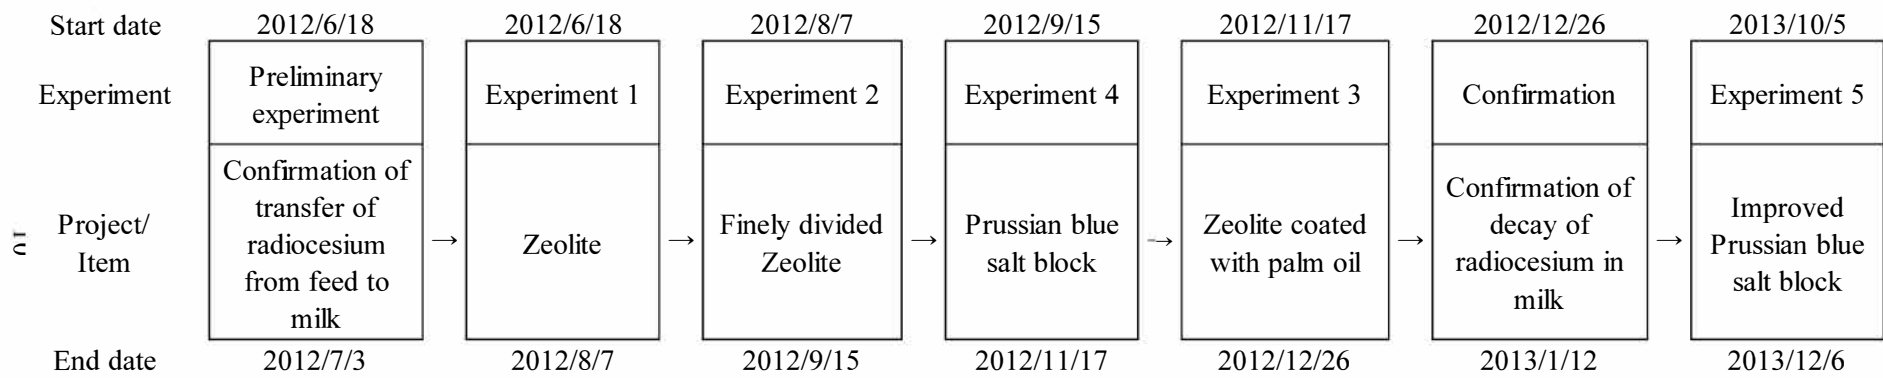 Start date 2012/6/18 2012/6/18 2012/8/7 2012/9/15 2012/11/17 2012/12/26 2013/10/5
Experiment
Preliminary
experiment
Experiment 1
Experiment 2
Experiment 4
Experiment 3
Confirmation
Experiment 5
Project/
Item
Confirmation of
transfer of
radiocesium
from feed to
milk
→
Zeolite
→
Finely divided
Zeolite
→
Prussian blue
salt block
→
Zeolite coated
with palm oil
→
Confirmation of
decay of
radiocesium in
milk
→
Improved
Prussian blue
salt block
End date 2012/7/3 2012/8/7 2012/9/15 2012/11/17 2012/12/26 2013/1/12 2013/12/6